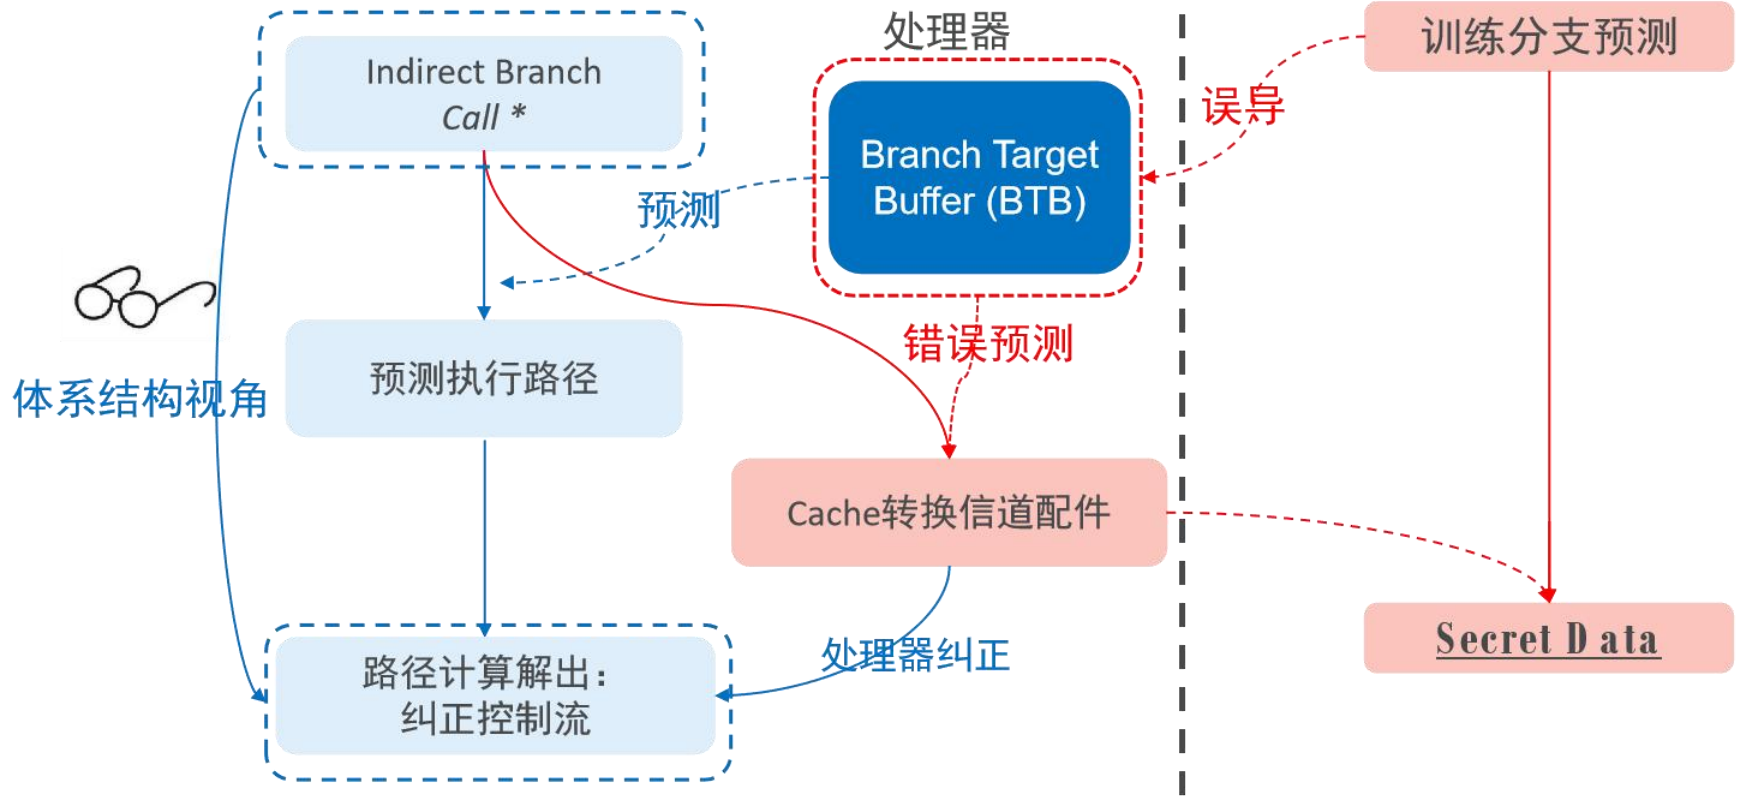 处理器
训练分支预测
Indirect Branch
Call *
误导
Branch Target
Buffer (BTB)
预测
错误预测
预测执行路径
体系结构视角
Cache转换信道配件
处理器纠正
Secret Data
路径计算解出：
纠正控制流